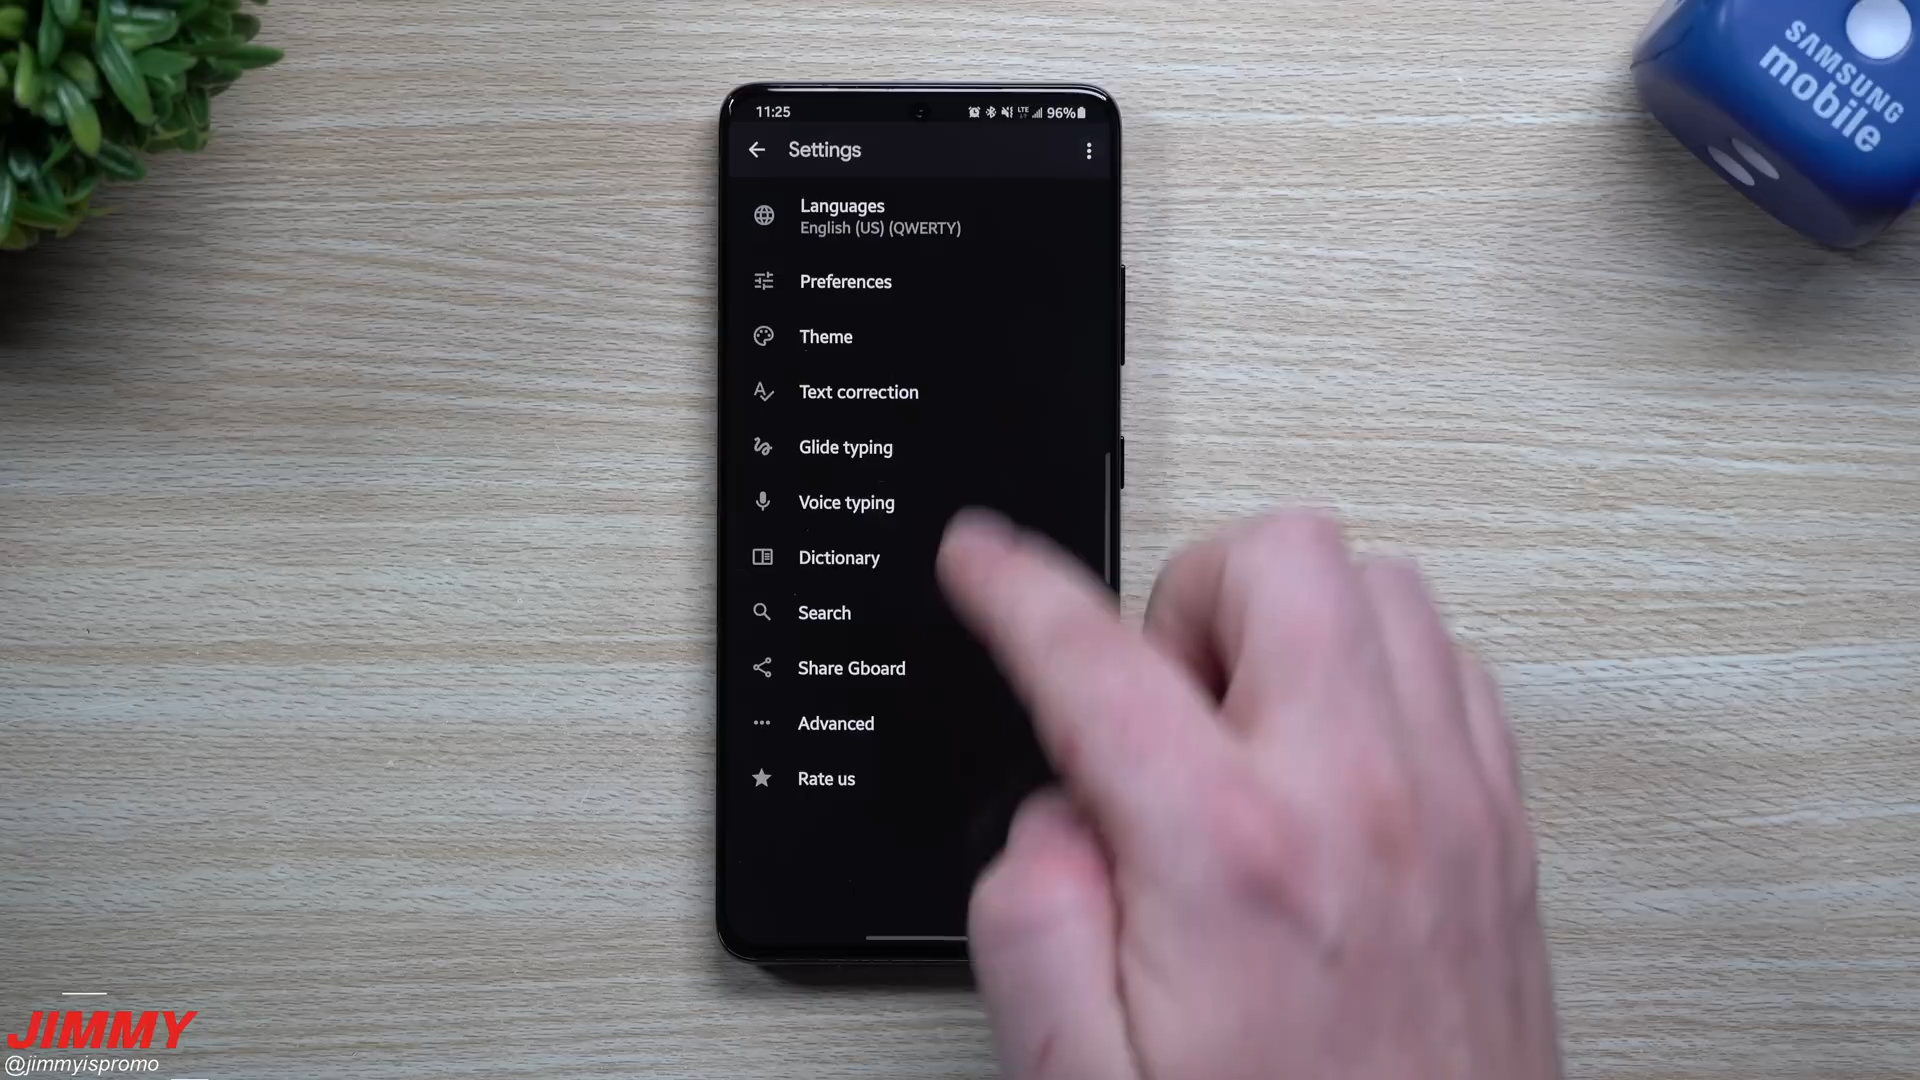 SAMSUNG
mobile
11:25
LTE
96%
Settings
Languages
English (US) (QWERTY)
Preferences
Theme
Text correction
Glide typing
Voice typing
Dictionary
Search
Share Gboard
Advanced
Rate us
JIMMY
@jimmyispromo